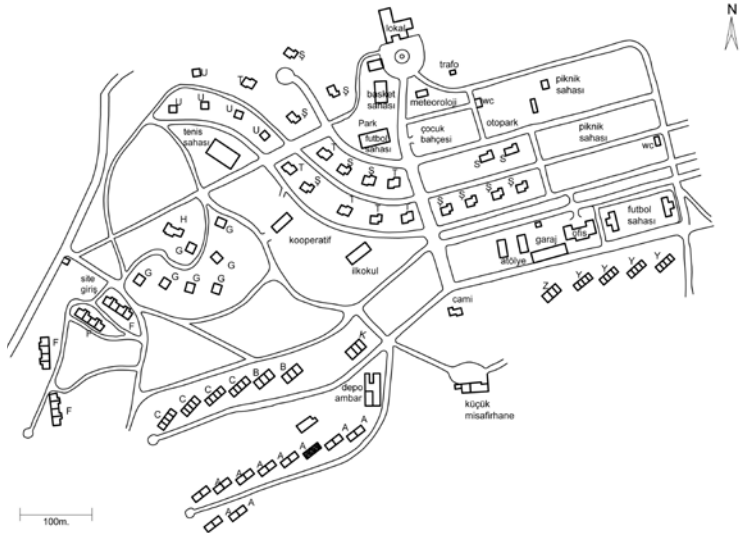 N
lokal
Ş
trafo
U
T
piknik
sahası
basket
sahası
Ş
meteoroloji
wc
U
U
U
U
Ş
otopark
Park
futbol
sahası
çocuk
bahçesi
piknik
sahası
tenis
sahası
wc
T
Ş
Ş
T
Ş
Ş
T
Ş
Ş
Ş
Ş
Ş
T
T
T
futbol
sahası
H
G
G
kooperatif
ofis
garaj
G
ilkokul
atölye
G
G
G
G
site
giriş
Z
Y
Y
Y
Y
cami
F
F
F
K
B
B
C
C
C
C
depo
ambar
küçük
misafirhane
F
A
A
A
A
A
A
A
A
A
100m.